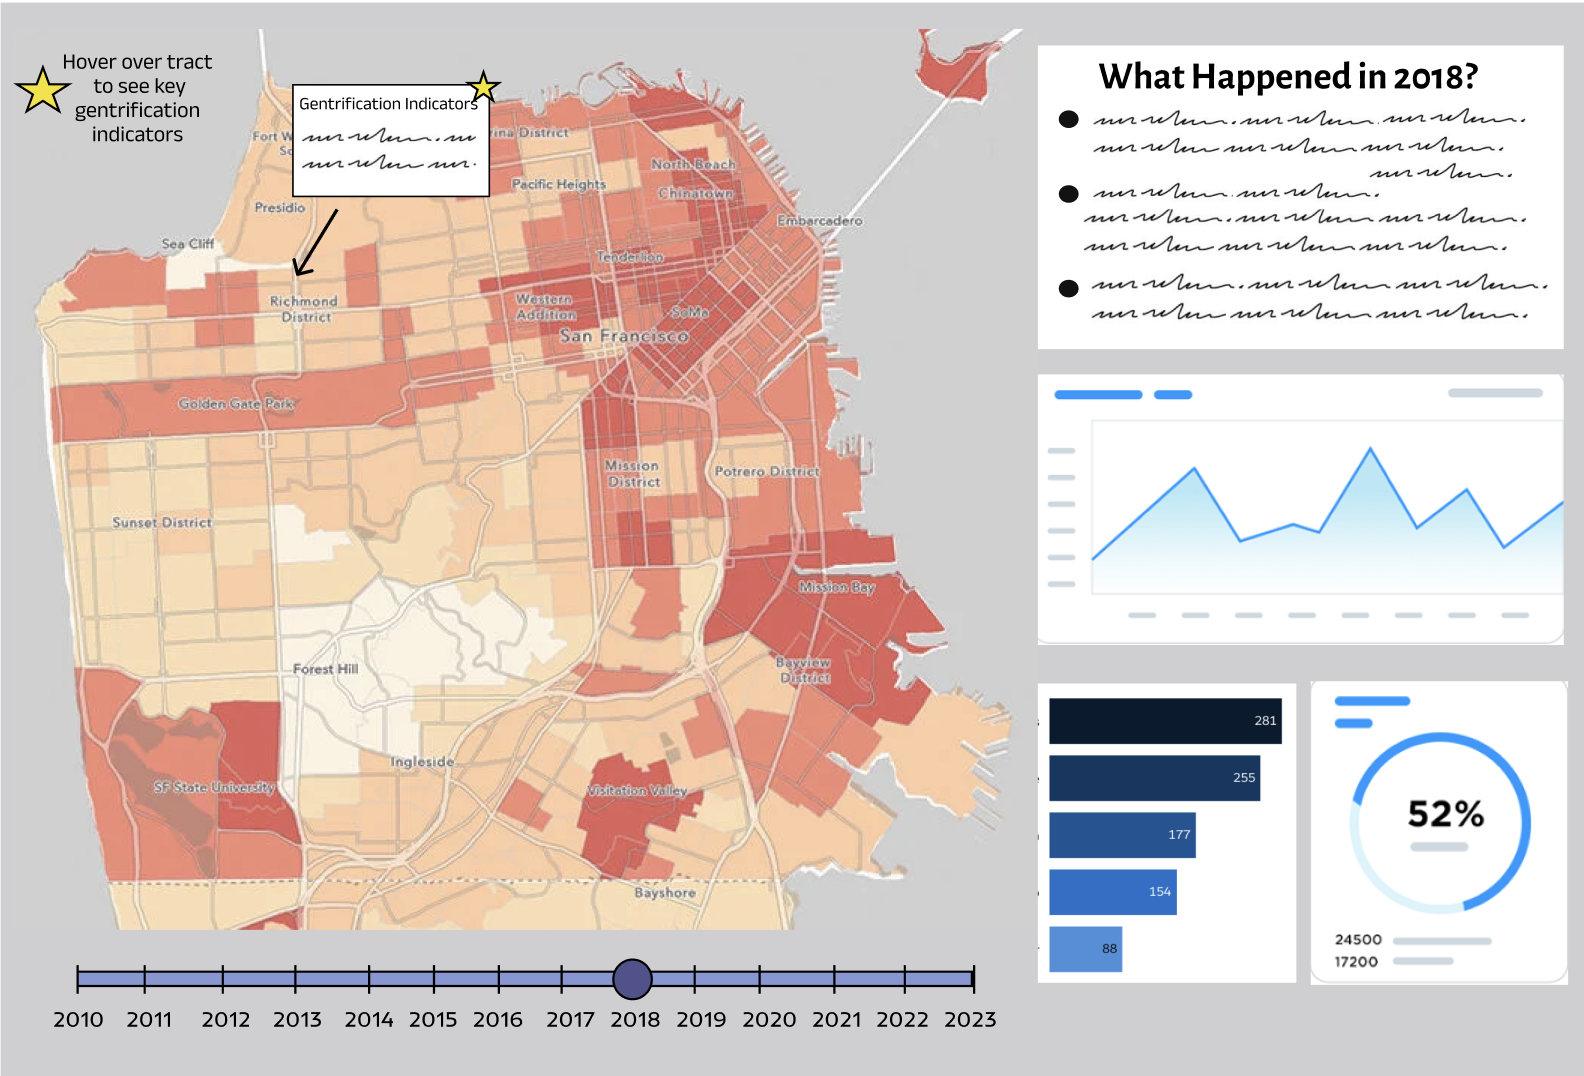 Hover over tract
to see key
gentrification
indicators
Gentrification Indicators
What Happened in 2018?
Fort W
Sc
rina District
North Beach
Pacific Heights
Chinatown
Presidio
Embarcadero
Sea Cliff
Tenderlion
Richmond
District
Western
Addition
SoMa
San Francisco
Golden Gate Park
Mission
District
Potrero District
Sunset District
Mission Bay
Forest Hill
Bayview
District
Ingleside
SF State University
Visitation Valley
Bayshore
281
255
177
154
88
52%
24500
17200
2010 2011 2012 2013 2014 2015 2016 2017 2018 2019 2020 2021 2022 2023